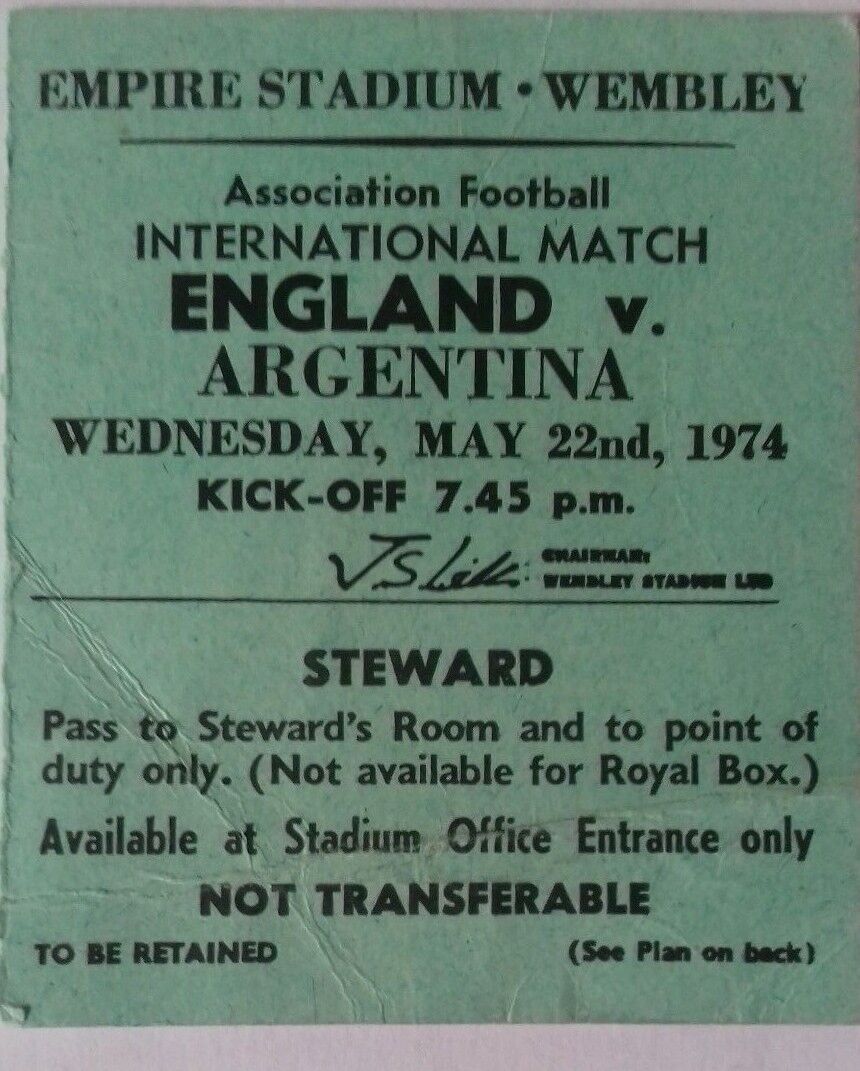 EMPIRE STADIUM • WEMBLEY
Association Football
INTERNATIONAL MATCH
ENGLAND v.
ARGENTINA
WEDNESDAY, MAY 22nd, 1974
KICK-OFF 7.45 p.m.
CHAIRMAN:
WEMBLEY STADIUM LTD
STEWARD
Pass to Steward's Room and to point of
duty only. (Not available for Royal Box.)
Available at Stadium Office Entrance only
NOT TRANSFERABLE
TO BE RETAINED (See Plan on back)